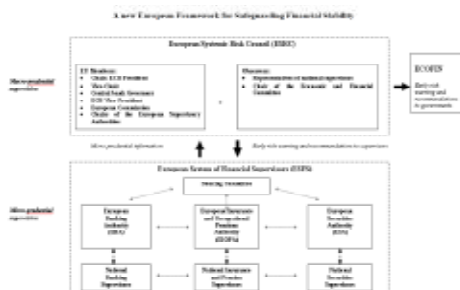 A new European Framework for Safeguarding Financial Stability
European Systemic Risk Council (ESRC)
Macro-prudential
supervision
Members:
Chair: ECB President
Vice Chair
Central bank Governors
ECB Vice President
European Commission
Chairs of the European Supervisory
Authorities
+
Observers:
Representatives of national supervisors
Chair of the Economic and Financial
Committee
ECOFIN
Early risk
warning and
recommendations
to governments
Micro-prudential information
Early risk warning and recommendations to supervisors
European System of Financial Supervisors (ESFS)
Steering Committee
Micro-prudential
supervision
European
Banking
Authority
(EBA)
European Insurance
and Occupational
Pensions
Authority
(EIOPA)
European
Securities
Authority
(ESA)
National
Banking
Supervisors
National Insurance
and Pensions
Supervisors
National
Securities
Supervisors